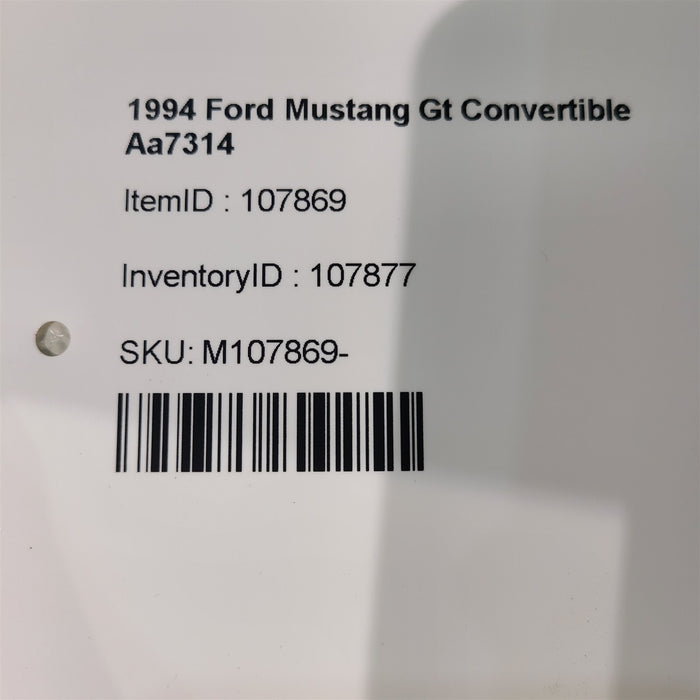 1994 Ford Mustang Gt Convertible
Aa7314
ItemID : 107869
InventoryID : 107877
SKU: M107869-